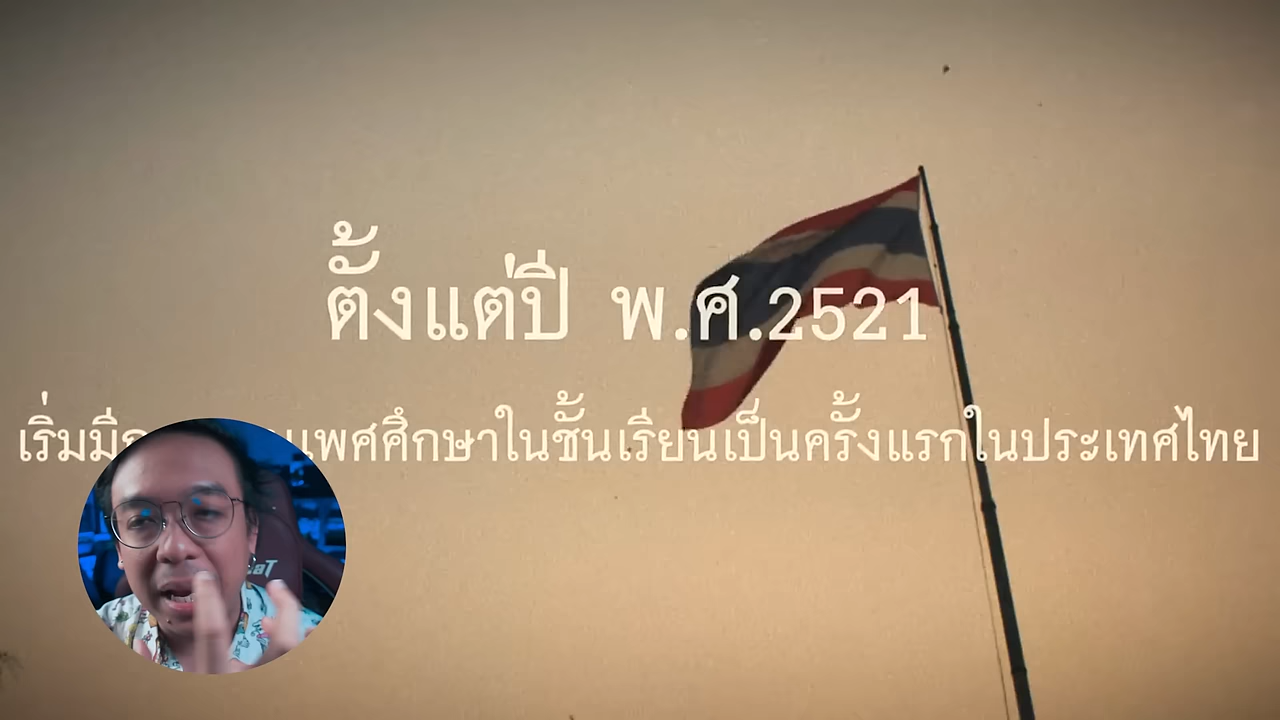 ตั้งแต่ปี พ.ศ.2521
เริ่มมี เพศศึกษาในชั้นเรียนเป็นครั้งแรกในประเทศไทย